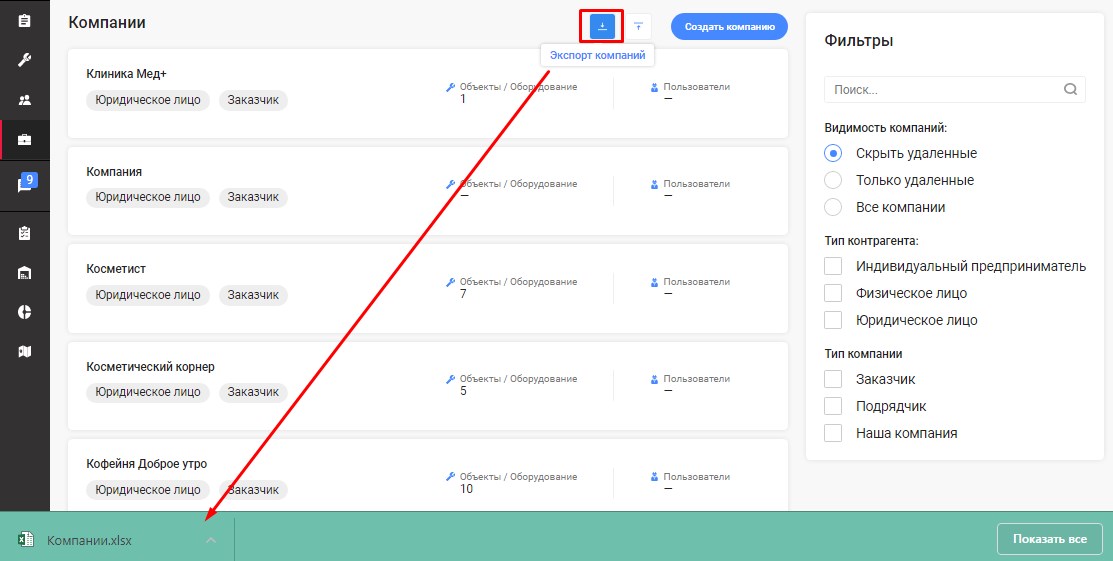 Компании
Создать компанию
Экспорт компаний
Клиника Мед+
Юридическое лицо
Заказчик
Объекты / Оборудование
1
Пользователи
—
Компания
Юридическое лицо
Заказчик
Объекты / Оборудование
—
Пользователи
—
Косметист
Юридическое лицо
Заказчик
Объекты / Оборудование
7
Пользователи
—
Косметический корнер
Юридическое лицо
Заказчик
Объекты / Оборудование
5
Пользователи
—
Кофейня Доброе утро
Юридическое лицо
Заказчик
Объекты / Оборудование
10
Пользователи
—
9
Фильтры
Поиск...
Видимость компаний:
Скрыть удаленные
Только удаленные
Все компании
Тип контрагента:
Индивидуальный предприниматель
Физическое лицо
Юридическое лицо
Тип компании
Заказчик
Подрядчик
Наша компания
Компании.xlsx
Показать все